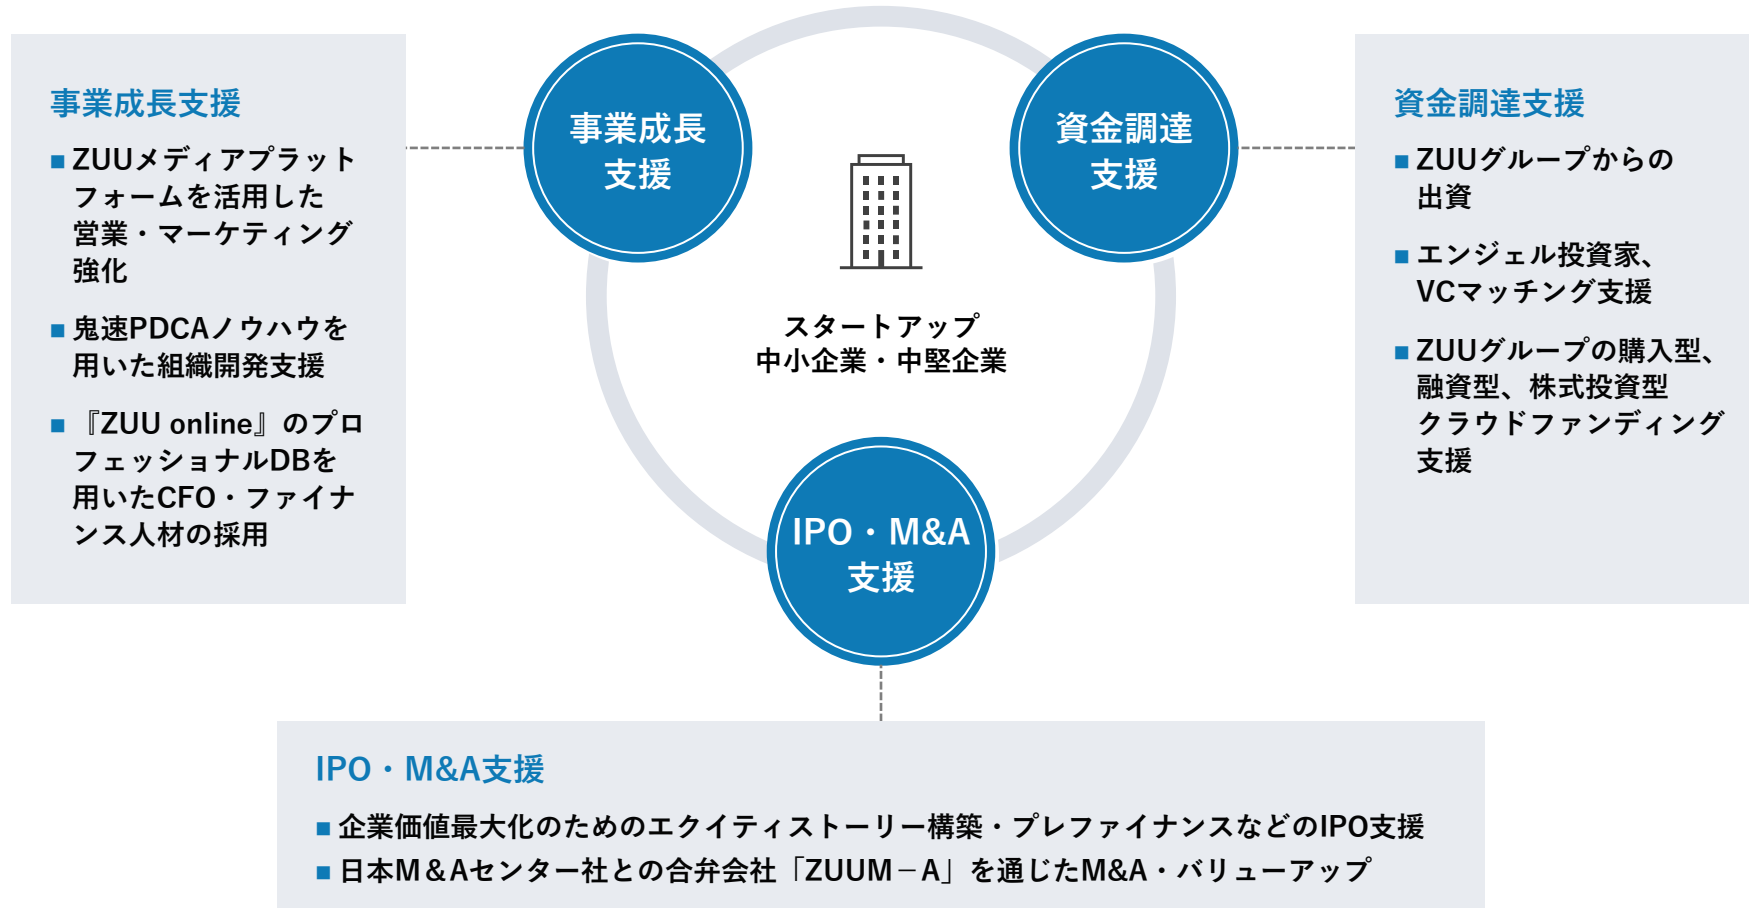 事業成長支援
■ ZUUメディアプラット
フォームを活用した
営業・マーケティング
強化
■ 鬼速PDCAノウハウを
用いた組織開発支援
■ 『ZUU online』のプロ
フェッショナルDBを
用いたCFO・ファイナ
ンス人材の採用
事業成長
支援
資金調達
支援
スタートアップ
中小企業・中堅企業
IPO・M&A
支援
資金調達支援
■ ZUUグループからの
出資
■ エンジェル投資家、
VCマッチング支援
■ ZUUグループの購入型、
融資型、株式投資型
クラウドファンディング
支援
IPO・M&A支援
■ 企業価値最大化のためのエクイティストーリー構築・プレファイナンスなどのIPO支援
■ 日本M＆Aセンター社との合弁会社「ZUUM－A」を通じたM&A・バリューアップ